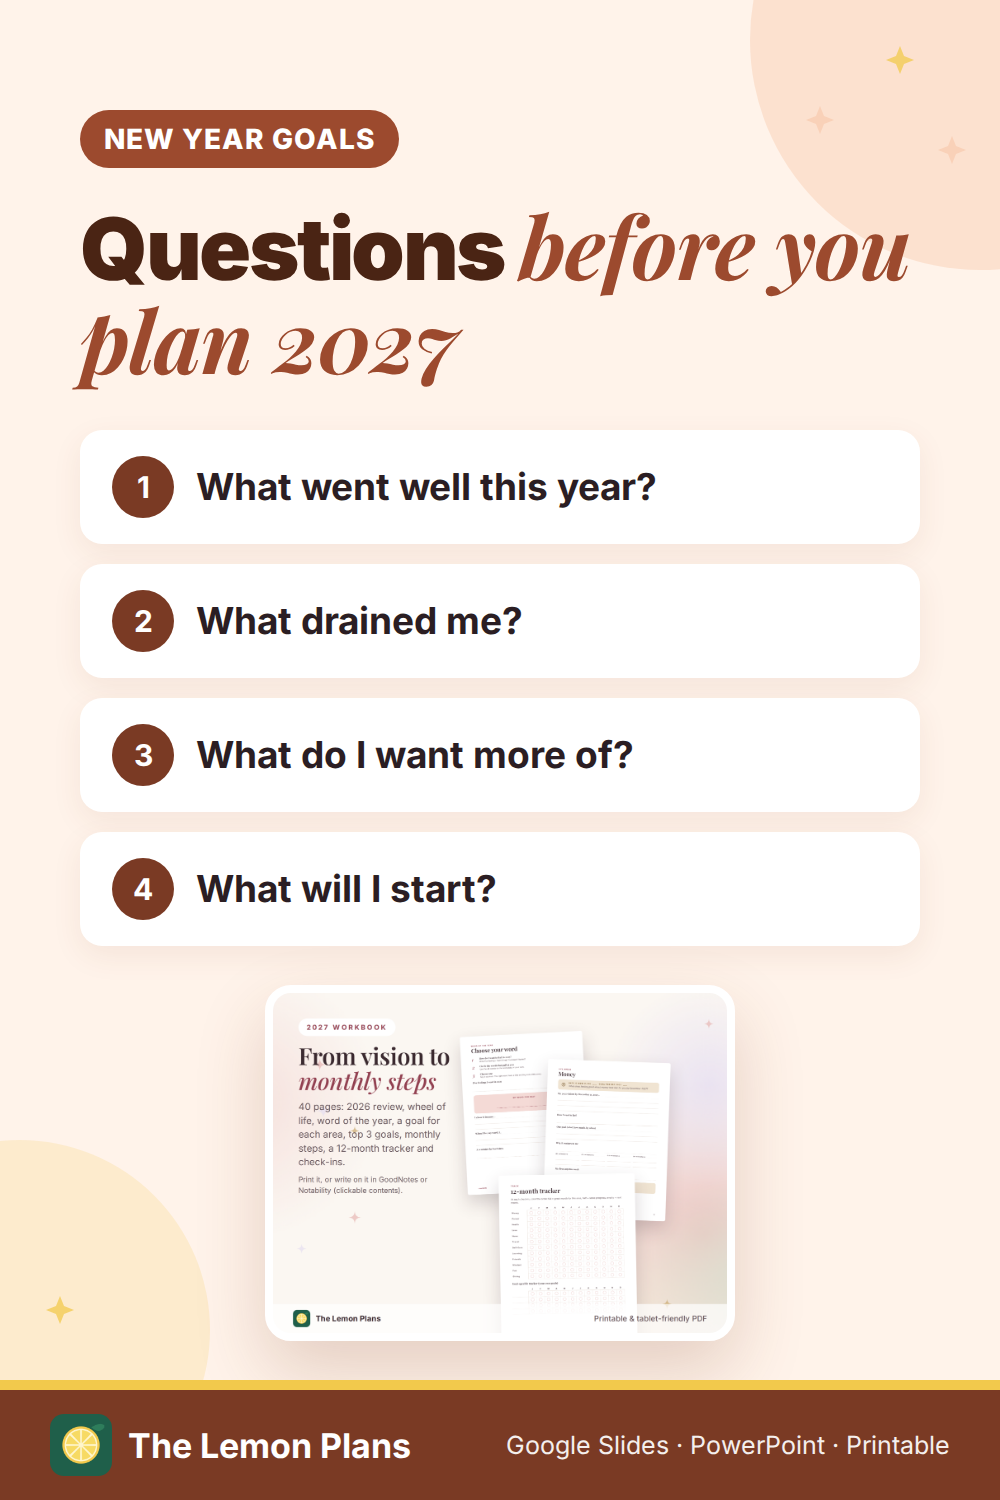 NEW YEAR GOALS
Questions before you
plan 2027
1 What went well this year?
2 What drained me?
3 What do I want more of?
4 What will I start?
2027 WORKBOOK
From vision to
monthly steps
40 pages: 2026 review, wheel of
life, word of the year, a goal for
each area, top 3 goals, monthly
steps, a 12-month tracker and
check-ins.
Print it, or write on it in GoodNotes or
Notability (clickable contents).
Choose your word
Money
12-month tracker
The Lemon Plans
Printable & tablet-friendly PDF
The Lemon Plans
Google Slides · PowerPoint · Printable